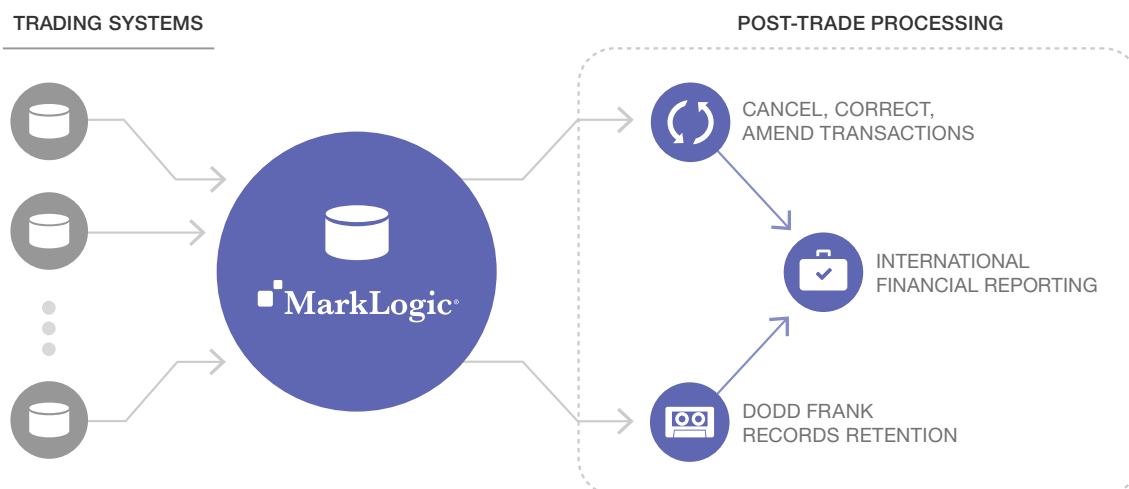 TRADING SYSTEMS
POST-TRADE PROCESSING
CANCEL, CORRECT,
AMEND TRANSACTIONS
MarkLogic®
INTERNATIONAL
FINANCIAL REPORTING
DODD FRANK
RECORDS RETENTION